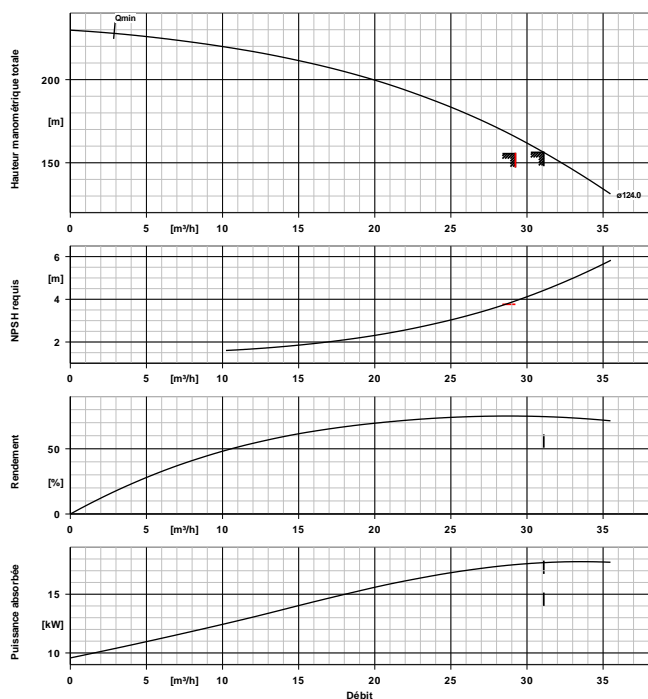 Qmin
Hauteur manométrique totale
200
[m]
150
ø124.0
0 5 [m³/h] 10 15 20 25 30 35
6
[m]
NPSH requis
4
2
0 5 [m³/h] 10 15 20 25 30 35
Rendement
50
[%]
0
0 5 [m³/h] 10 15 20 25 30 35
Puissance absorbée
15
[kW]
10
0 5 [m³/h] 10 15 20 25 30 35
Débit